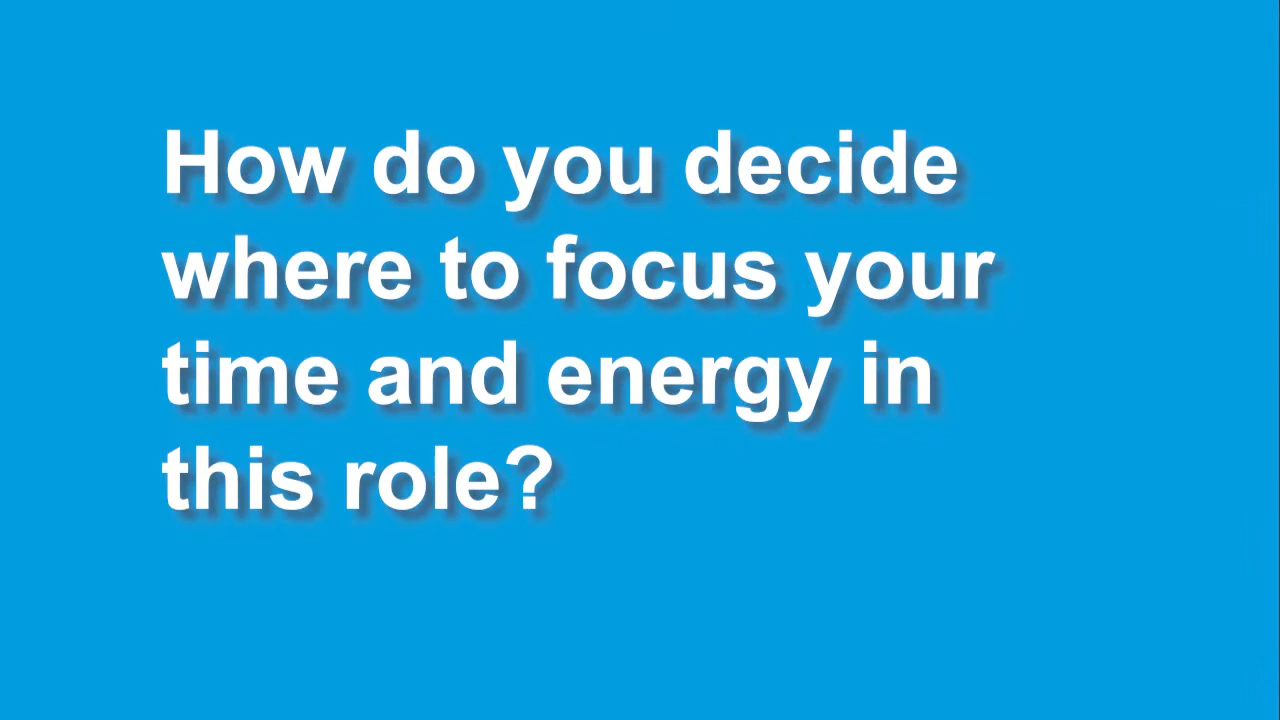 How do you decide
where to focus your
time and energy in
this role?